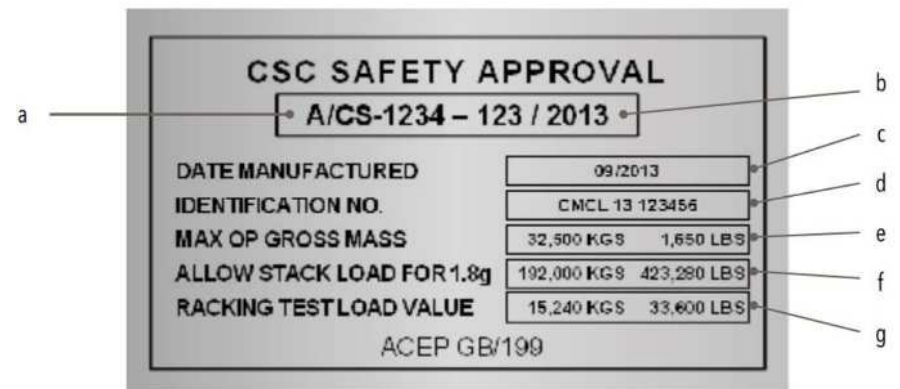 CSC SAFETY APPROVAL
a
A/CS-1234 – 123 / 2013
b
DATE MANUFACTURED 09/2013 c
IDENTIFICATION NO. CMCL 13 123456 d
MAX OP GROSS MASS 32,500 KGS 1,650 LBS e
ALLOW STACK LOAD FOR 1.8g 192,000 KGS 423,280 LBS f
RACKING TEST LOAD VALUE 15,240 KGS 33,600 LBS g
ACEP GB/199